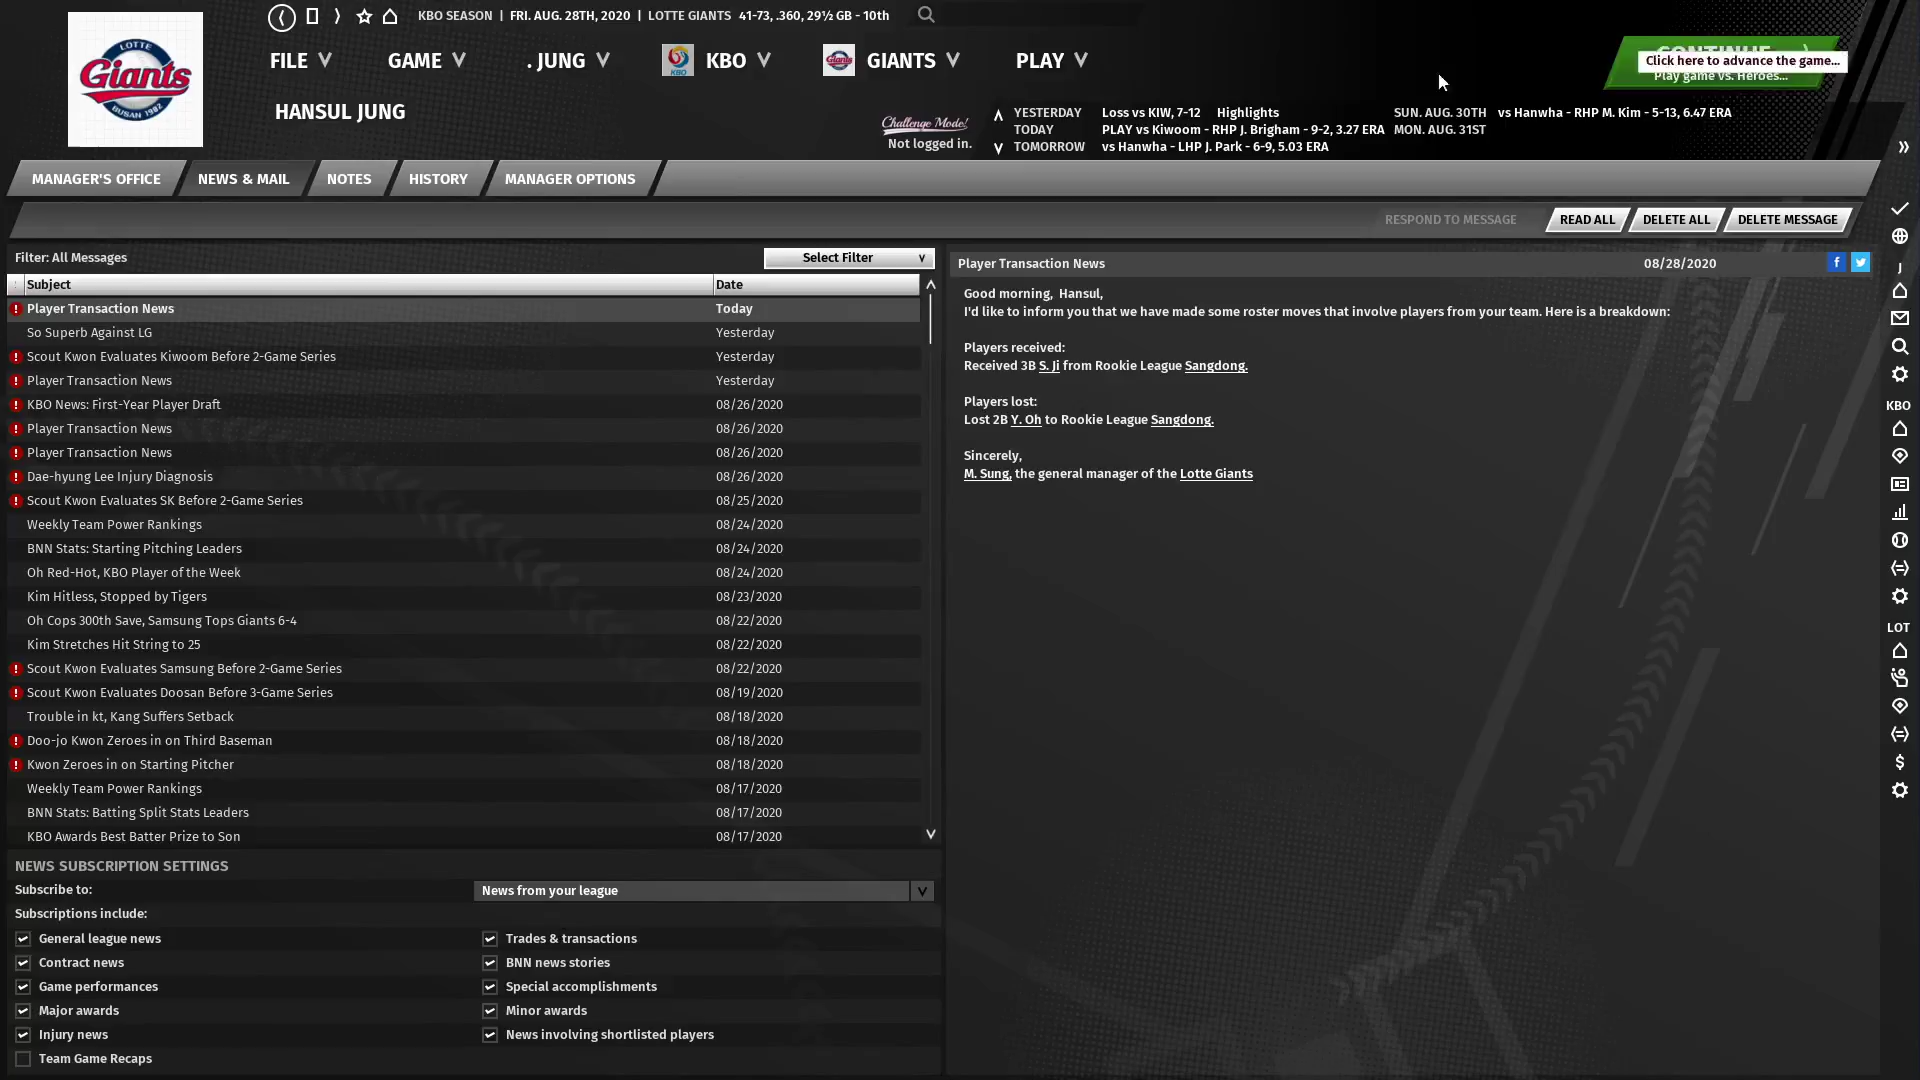 KBO SEASON | FRI. AUG. 28TH, 2020 | LOTTE GIANTS 41-73, .360, 29½ GB - 10th
LOTTE
Giants
BUSAN 1982
FILE
GAME
. JUNG
KBO
GIANTS
PLAY
CONTINUE
Click here to advance the game...
Play game vs. Heroes...
HANSUL JUNG
Challenge Mode!
Not logged in.
YESTERDAY Loss vs KIW, 7-12 Highlights
TODAY PLAY vs Kiwoom - RHP J. Brigham - 9-2, 3.27 ERA
TOMORROW vs Hanwha - LHP J. Park - 6-9, 5.03 ERA
SUN. AUG. 30TH vs Hanwha - RHP M. Kim - 5-13, 6.47 ERA
MON. AUG. 31ST
MANAGER'S OFFICE
NEWS & MAIL
NOTES
HISTORY
MANAGER OPTIONS
RESPOND TO MESSAGE
READ ALL
DELETE ALL
DELETE MESSAGE
Filter: All Messages
Select Filter
Subject Date
Player Transaction News Today
So Superb Against LG Yesterday
Scout Kwon Evaluates Kiwoom Before 2-Game Series Yesterday
Player Transaction News Yesterday
KBO News: First-Year Player Draft 08/26/2020
Player Transaction News 08/26/2020
Player Transaction News 08/26/2020
Dae-hyung Lee Injury Diagnosis 08/26/2020
Scout Kwon Evaluates SK Before 2-Game Series 08/25/2020
Weekly Team Power Rankings 08/24/2020
BNN Stats: Starting Pitching Leaders 08/24/2020
Oh Red-Hot, KBO Player of the Week 08/24/2020
Kim Hitless, Stopped by Tigers 08/23/2020
Oh Cops 300th Save, Samsung Tops Giants 6-4 08/22/2020
Kim Stretches Hit String to 25 08/22/2020
Scout Kwon Evaluates Samsung Before 2-Game Series 08/22/2020
Scout Kwon Evaluates Doosan Before 3-Game Series 08/19/2020
Trouble in kt, Kang Suffers Setback 08/18/2020
Doo-jo Kwon Zeroes in on Third Baseman 08/18/2020
Kwon Zeroes in on Starting Pitcher 08/18/2020
Weekly Team Power Rankings 08/17/2020
BNN Stats: Batting Split Stats Leaders 08/17/2020
KBO Awards Best Batter Prize to Son 08/17/2020
NEWS SUBSCRIPTION SETTINGS
Subscribe to: News from your league
Subscriptions include:
General league news Trades & transactions
Contract news BNN news stories
Game performances Special accomplishments
Major awards Minor awards
Injury news News involving shortlisted players
Team Game Recaps
Player Transaction News 08/28/2020
Good morning, Hansul,
I'd like to inform you that we have made some roster moves that involve players from your team. Here is a breakdown:
Players received:
Received 3B S. Ji from Rookie League Sangdong.
Players lost:
Lost 2B Y. Oh to Rookie League Sangdong.
Sincerely,
M. Sung, the general manager of the Lotte Giants
J
KBO
LOT